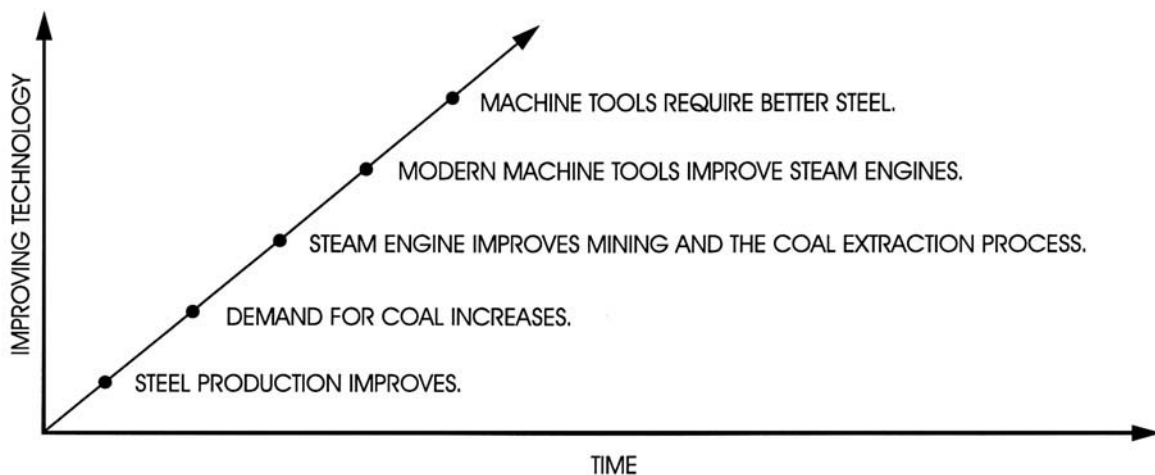 IMPROVING TECHNOLOGY
MACHINE TOOLS REQUIRE BETTER STEEL.
MODERN MACHINE TOOLS IMPROVE STEAM ENGINES.
STEAM ENGINE IMPROVES MINING AND THE COAL EXTRACTION PROCESS.
DEMAND FOR COAL INCREASES.
STEEL PRODUCTION IMPROVES.
TIME